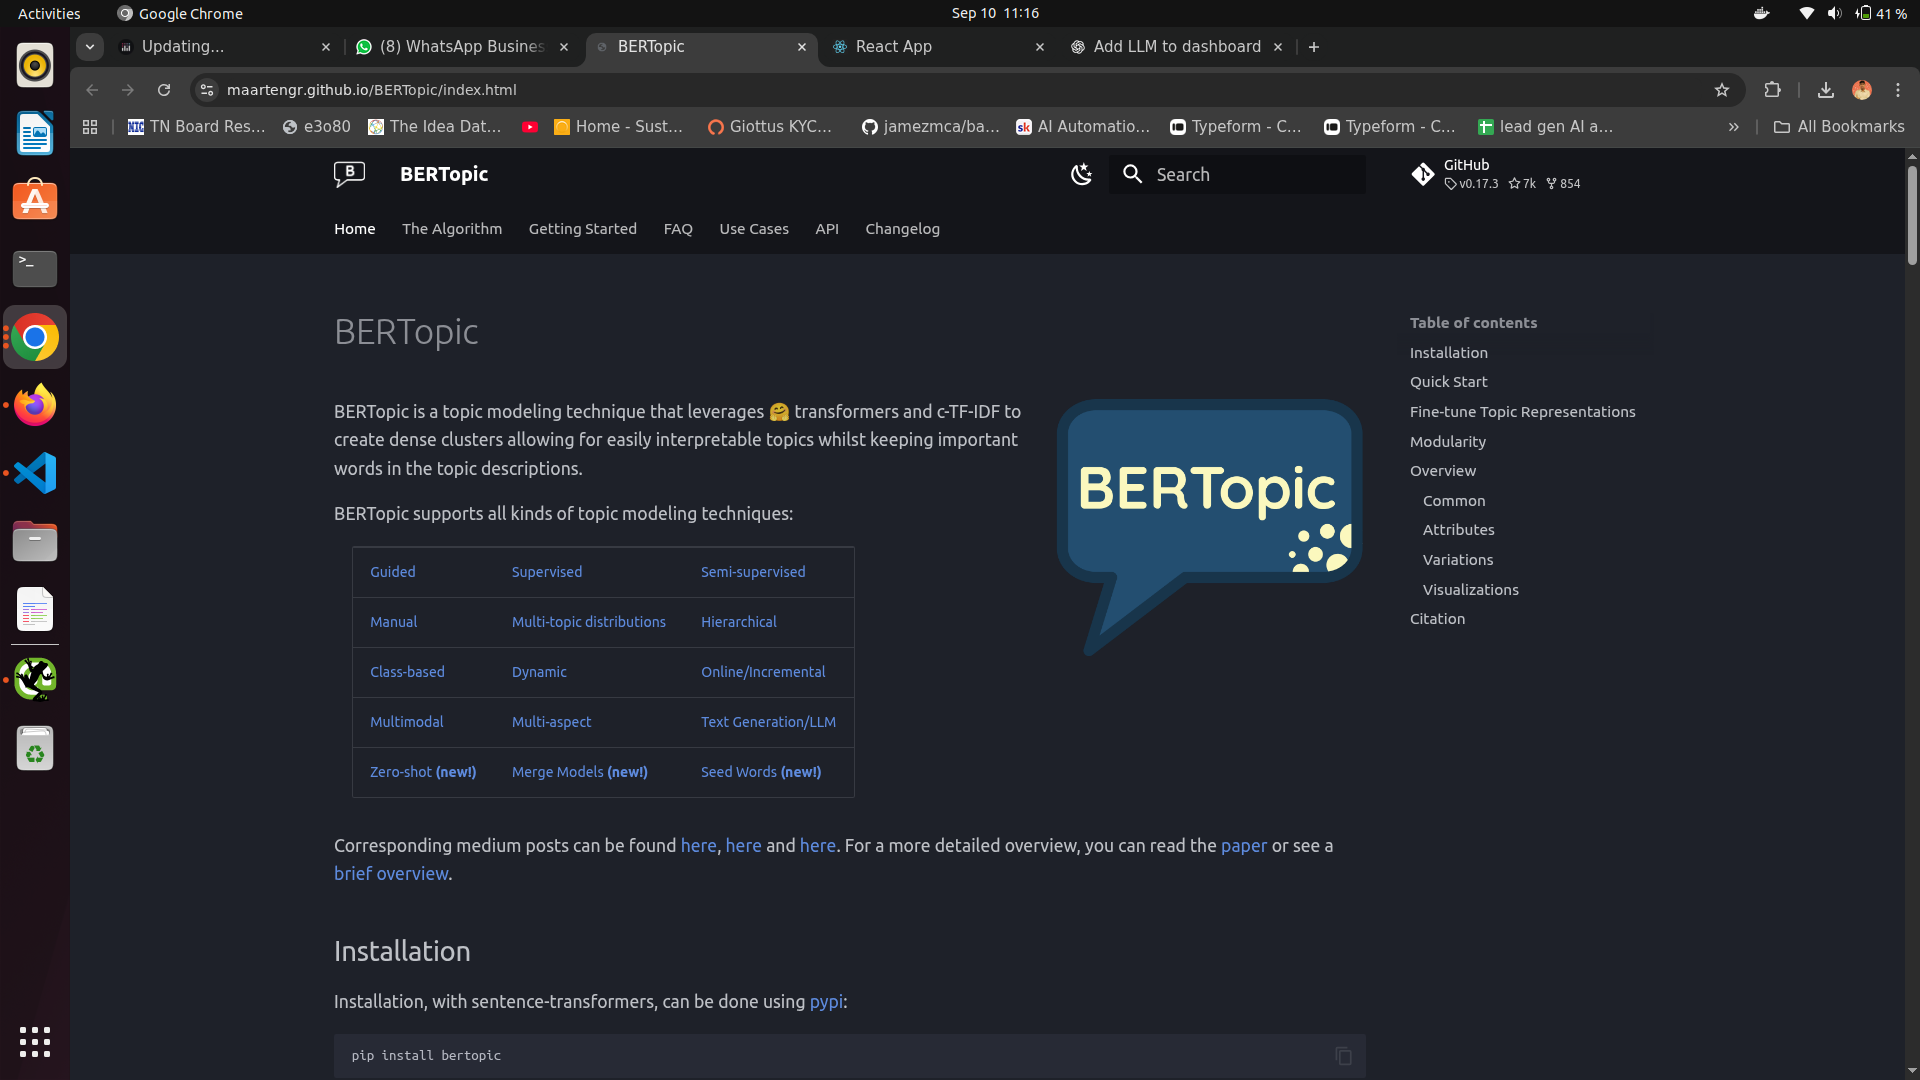 Activities
Google Chrome
Sep 10 11:16
41 %
Updating...
(8) WhatsApp Busines
BERTopic
React App
Add LLM to dashboard
maartengr.github.io/BERTopic/index.html
TN Board Res...
e3o80
The Idea Dat...
Home - Sust...
Giottus KYC...
jamezmca/ba...
AI Automatio...
Typeform - C...
Typeform - C...
lead gen AI a...
»
All Bookmarks
B
BERTopic
Search
GitHub
v0.17.3
7k
854
Home
The Algorithm
Getting Started
FAQ
Use Cases
API
Changelog
BERTopic
BERTopic is a topic modeling technique that leverages 🤗 transformers and c-TF-IDF to
create dense clusters allowing for easily interpretable topics whilst keeping important
words in the topic descriptions.
BERTopic supports all kinds of topic modeling techniques:
Guided
Supervised
Semi-supervised
Manual
Multi-topic distributions
Hierarchical
Class-based
Dynamic
Online/Incremental
Multimodal
Multi-aspect
Text Generation/LLM
Zero-shot (new!)
Merge Models (new!)
Seed Words (new!)
BERTopic
Corresponding medium posts can be found here, here and here. For a more detailed overview, you can read the paper or see a
brief overview.
Installation
Installation, with sentence-transformers, can be done using pypi:
pip install bertopic
Table of contents
Installation
Quick Start
Fine-tune Topic Representations
Modularity
Overview
Common
Attributes
Variations
Visualizations
Citation